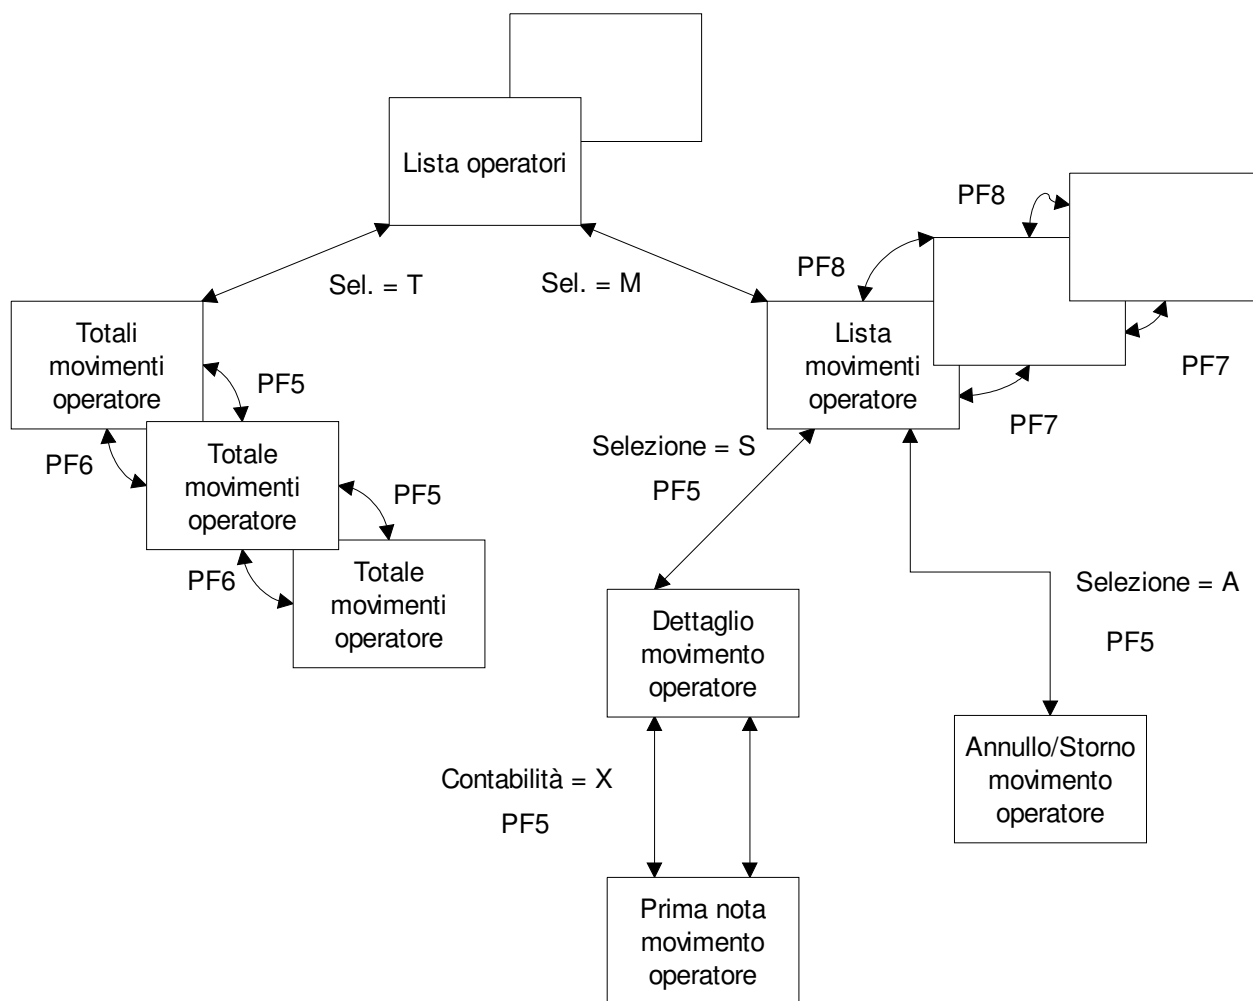 Lista operatori
PF8
PF8
Sel. = T
Sel. = M
Totali
movimenti
operatore
Lista
movimenti
operatore
PF7
PF5
PF7
PF6
Totale
movimenti
operatore
Selezione = S
PF5
PF5
PF6
Totale
movimenti
operatore
Selezione = A
PF5
Dettaglio
movimento
operatore
Annullo/Storno
movimento
operatore
Contabilità = X
PF5
Prima nota
movimento
operatore